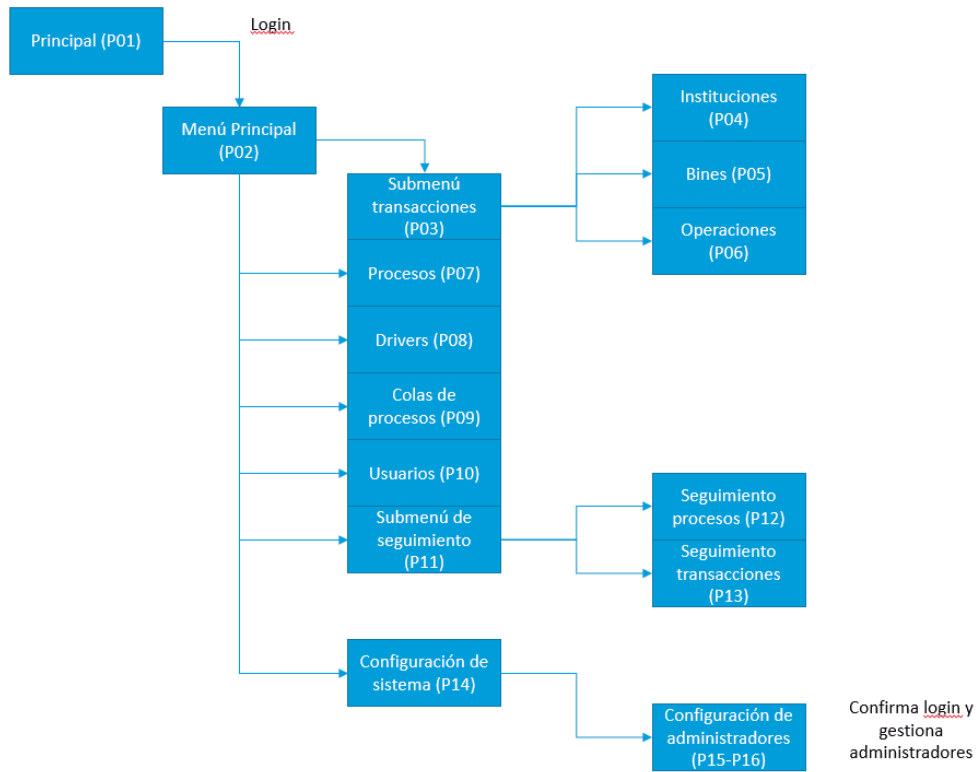 Principal (P01)
Login
Menú Principal
(P02)
Submenú
transacciones
(P03)
Procesos (P07)
Drivers (P08)
Colas de
procesos (P09)
Usuarios (P10)
Submenú de
seguimiento
(P11)
Configuración de
sistema (P14)
Instituciones
(P04)
Bines (P05)
Operaciones
(P06)
Seguimiento
procesos (P12)
Seguimiento
transacciones
(P13)
Configuración de
administradores
(P15-P16)
Confirma login y
gestiona
administradores